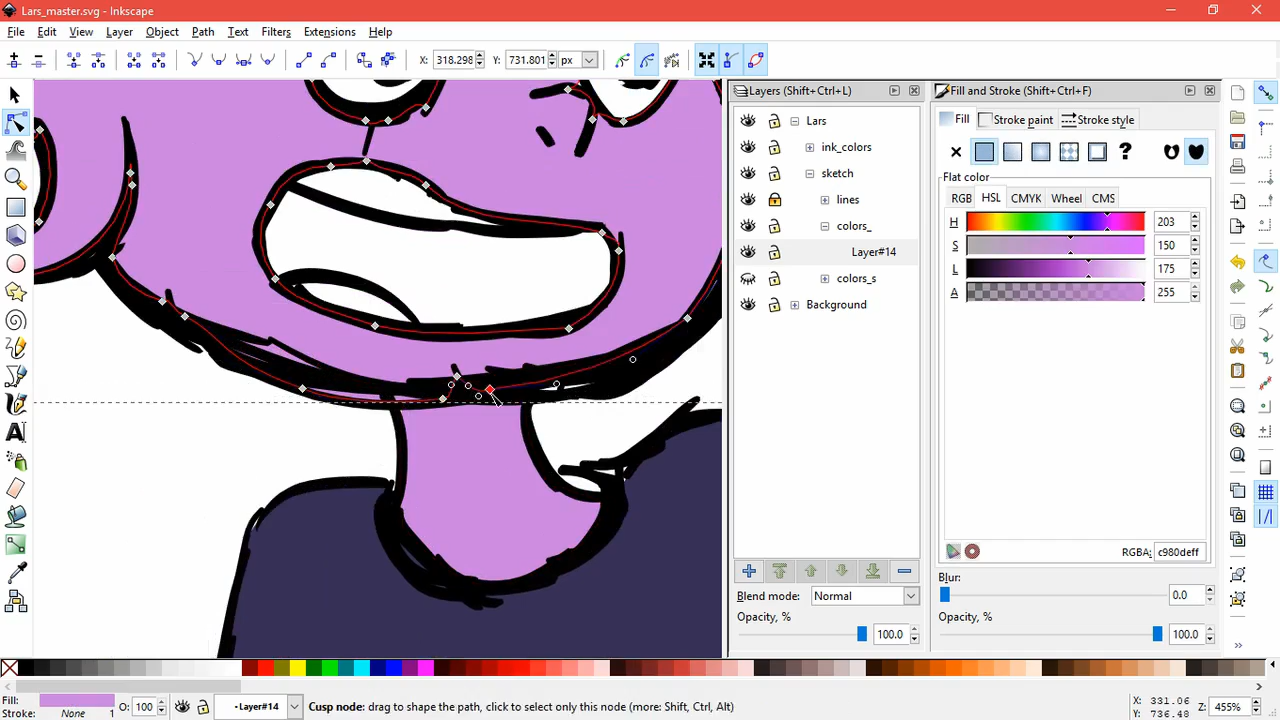 Lars_master.svg - Inkscape
File Edit View Layer Object Path Text Filters Extensions Help
X: 318.298 Y: 731.801 px
Layers (Shift+Ctrl+L)
Fill and Stroke (Shift+Ctrl+F)
Lars
ink_colors
sketch
lines
colors_
Layer#14
colors_s
Background
Fill Stroke paint Stroke style
?
Flat color
RGB HSL CMYK Wheel CMS
H 203
S 150
L 175
A 255
RGBA: c980deff
Blur:
0.0
Opacity, %
100.0
Blend mode: Normal
Opacity, %
100.0
Fill:
Stroke: None 1
O: 100
Layer#14
Cusp node: drag to shape the path, click to select only this node (more: Shift, Ctrl, Alt)
X: 331.06
Y: 736.48
Z: 455%